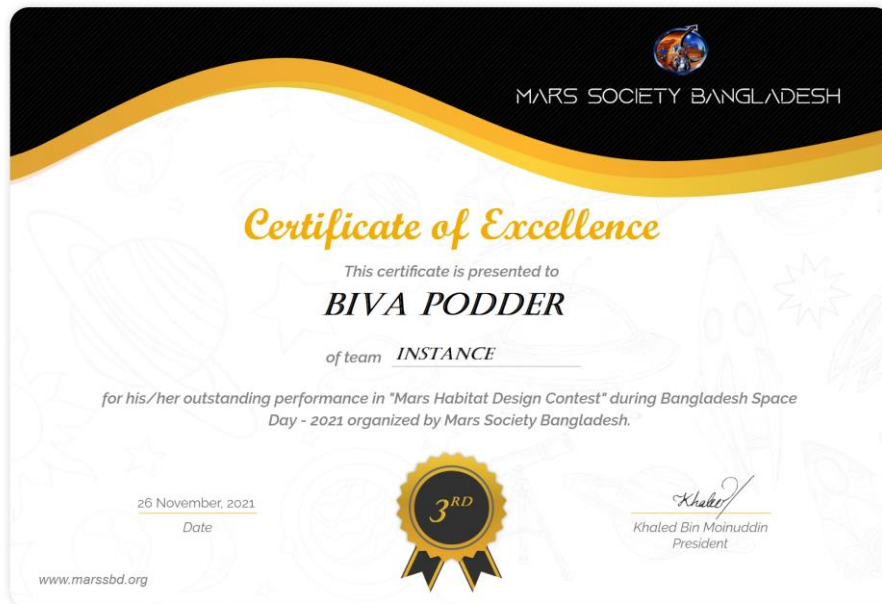 MARS SOCIETY BANGLADESH
Certificate of Excellence
This certificate is presented to
BIVA PODDER
of team INSTANCE
for his/her outstanding performance in "Mars Habitat Design Contest" during Bangladesh Space
Day - 2021 organized by Mars Society Bangladesh.
3RD
26 November, 2021
Date
Khaled
Khaled Bin Moinuddin
President
www.marssbd.org